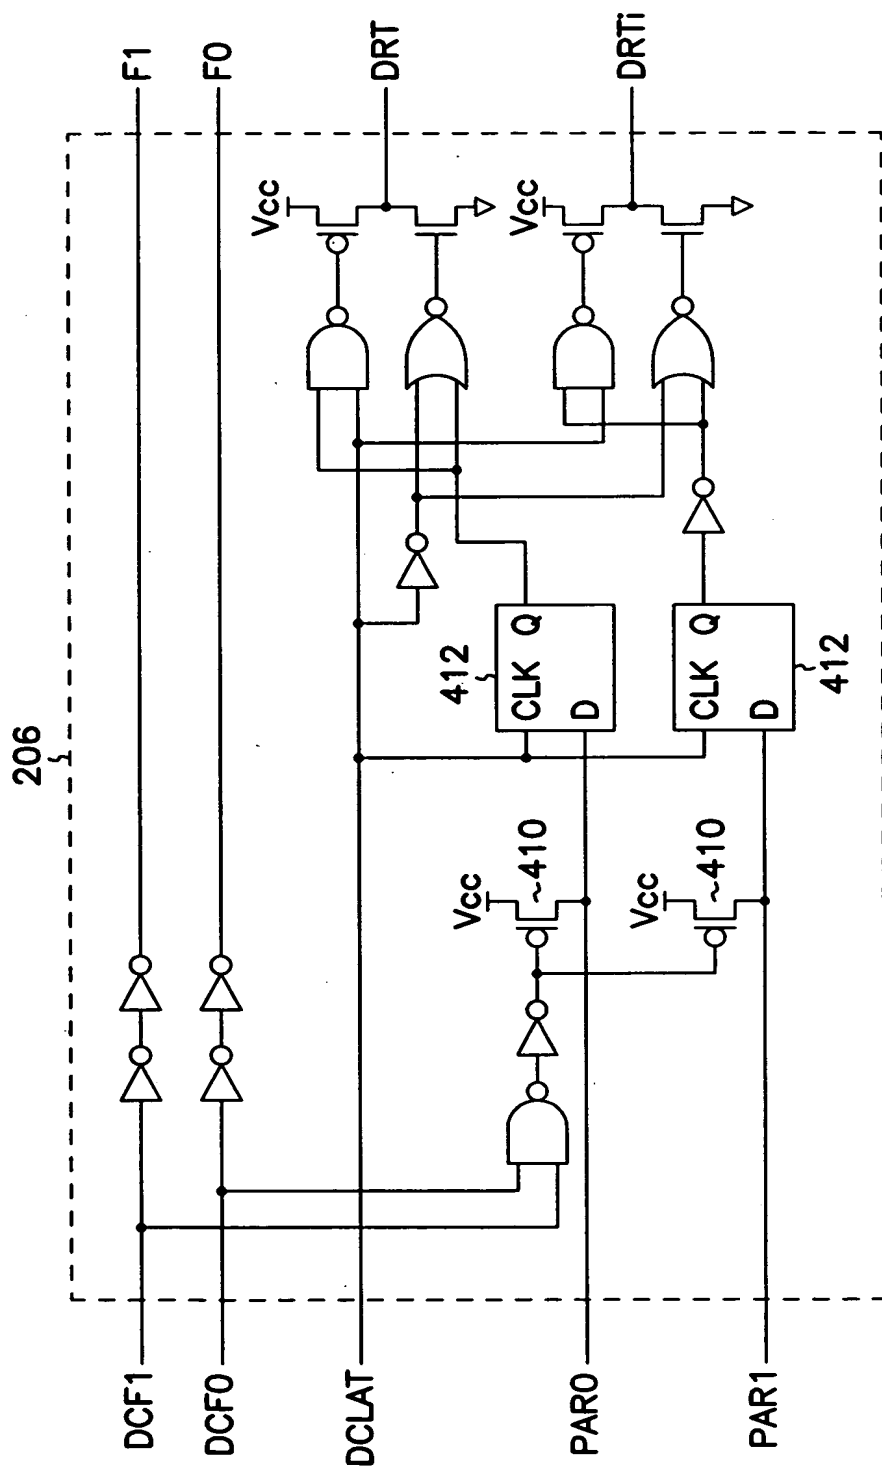 206
DCF1
F1
DCF0
F0
DCLAT
Vcc
DRT
412
CLK
Q
D
Vcc
410
PAR0
Vcc
DRTi
412
CLK
Q
D
Vcc
410
PAR1